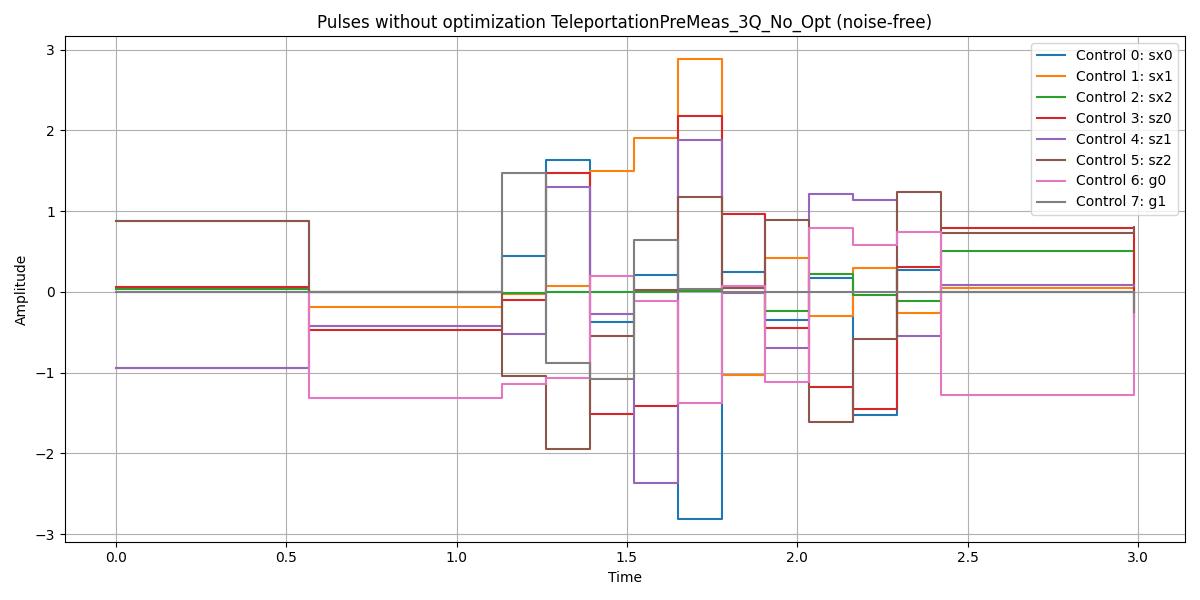 Pulses without optimization TeleportationPreMeas_3Q_No_Opt (noise-free)
3
2
1
0
−1
−2
−3
Amplitude
Control 0: sx0
Control 1: sx1
Control 2: sx2
Control 3: sz0
Control 4: sz1
Control 5: sz2
Control 6: g0
Control 7: g1
0.0 0.5 1.0 1.5 2.0 2.5 3.0
Time